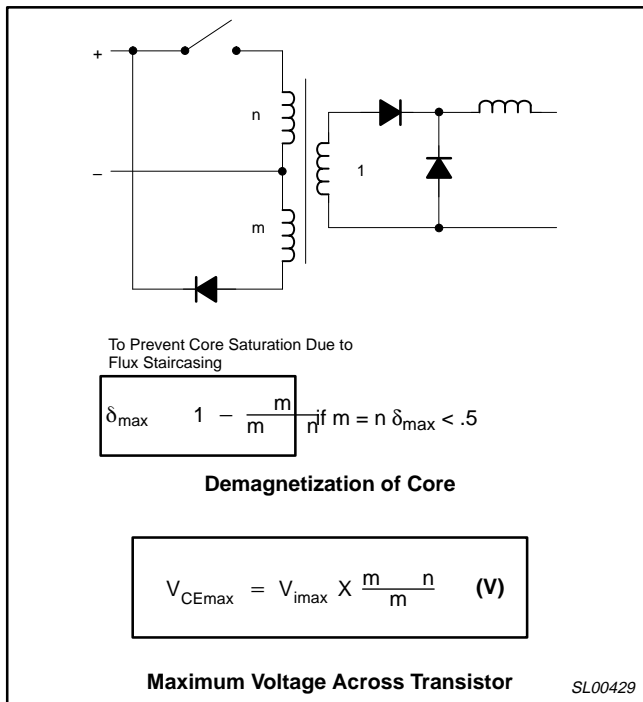 +
n
–
1
m
To Prevent Core Saturation Due to
Flux Staircasing
δmax 1 – m / m n if m = n δmax < .5
Demagnetization of Core
VCEmax = Vimax X m n / m (V)
Maximum Voltage Across Transistor
SL00429